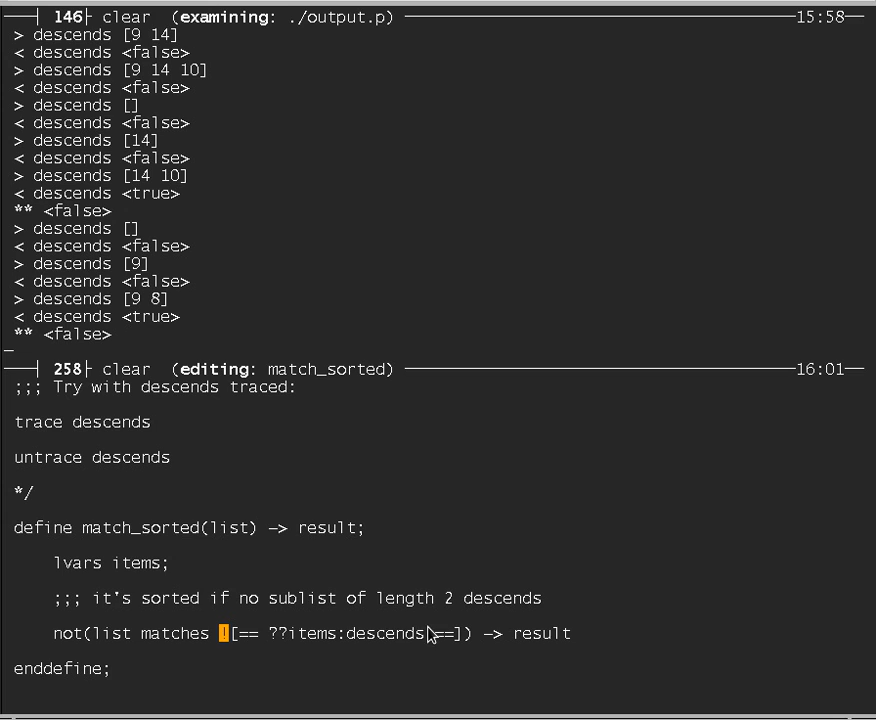 146 clear (examining: ./output.p) 15:58
> descends [9 14]
< descends <false>
> descends [9 14 10]
< descends <false>
> descends []
< descends <false>
> descends [14]
< descends <false>
> descends [14 10]
< descends <true>
** <false>
> descends []
< descends <false>
> descends [9]
< descends <false>
> descends [9 8]
< descends <true>
** <false>
258 clear (editing: match_sorted) 16:01
;;; Try with descends traced:
trace descends
untrace descends
*/
define match_sorted(list) -> result;
lvars items;
;;; it's sorted if no sublist of length 2 descends
not(list matches ![== ??items:descends ==]) -> result
enddefine;